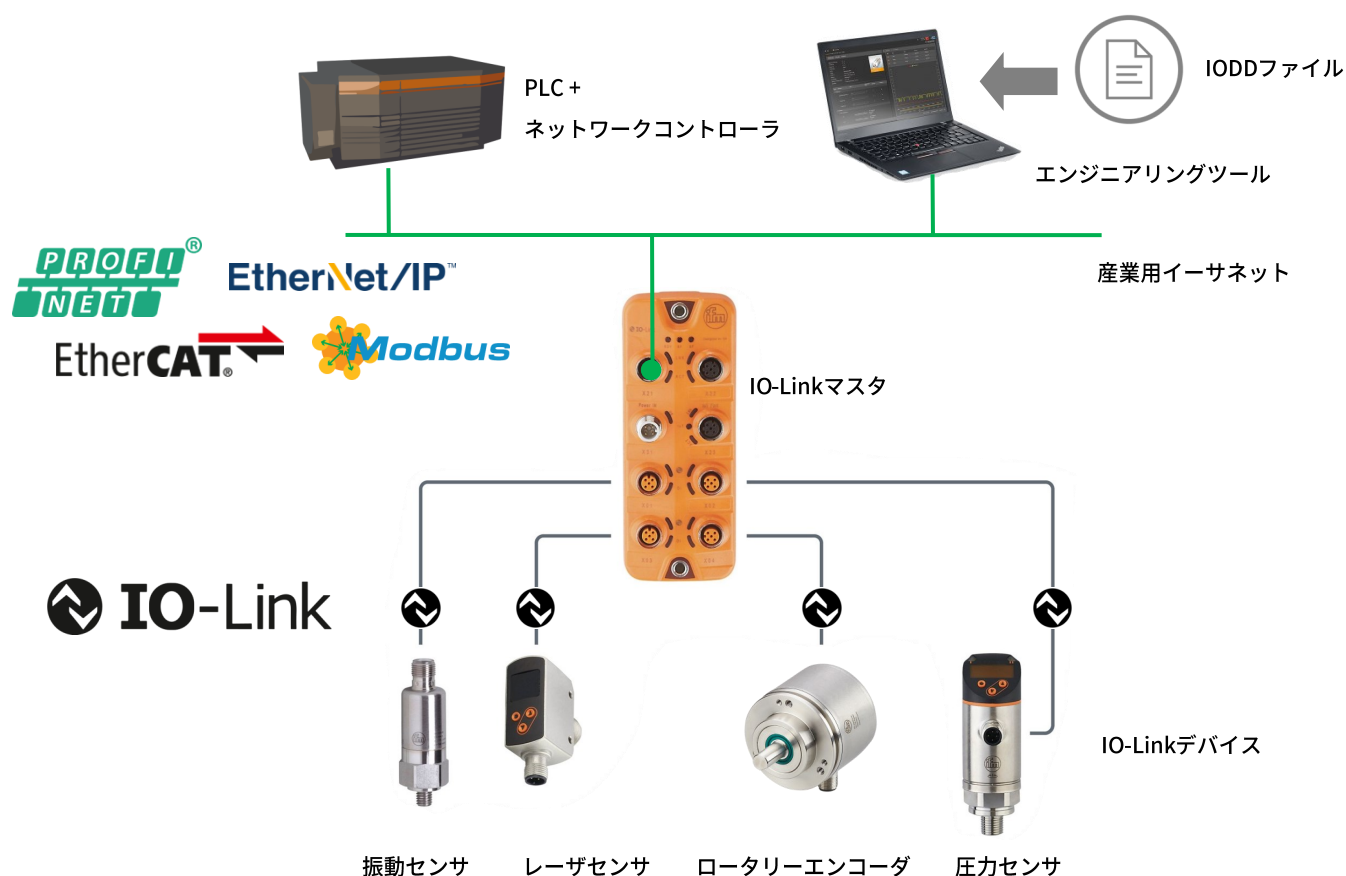 PLC +
ネットワークコントローラ
IODDファイル
エンジニアリングツール
PROFI
NET®
EtherNet/IP™
産業用イーサネット
EtherCAT®
Modbus
ifm
IO-Linkマスタ
IO-Link
IO-Linkデバイス
振動センサ
レーザセンサ
ロータリーエンコーダ
圧力センサ